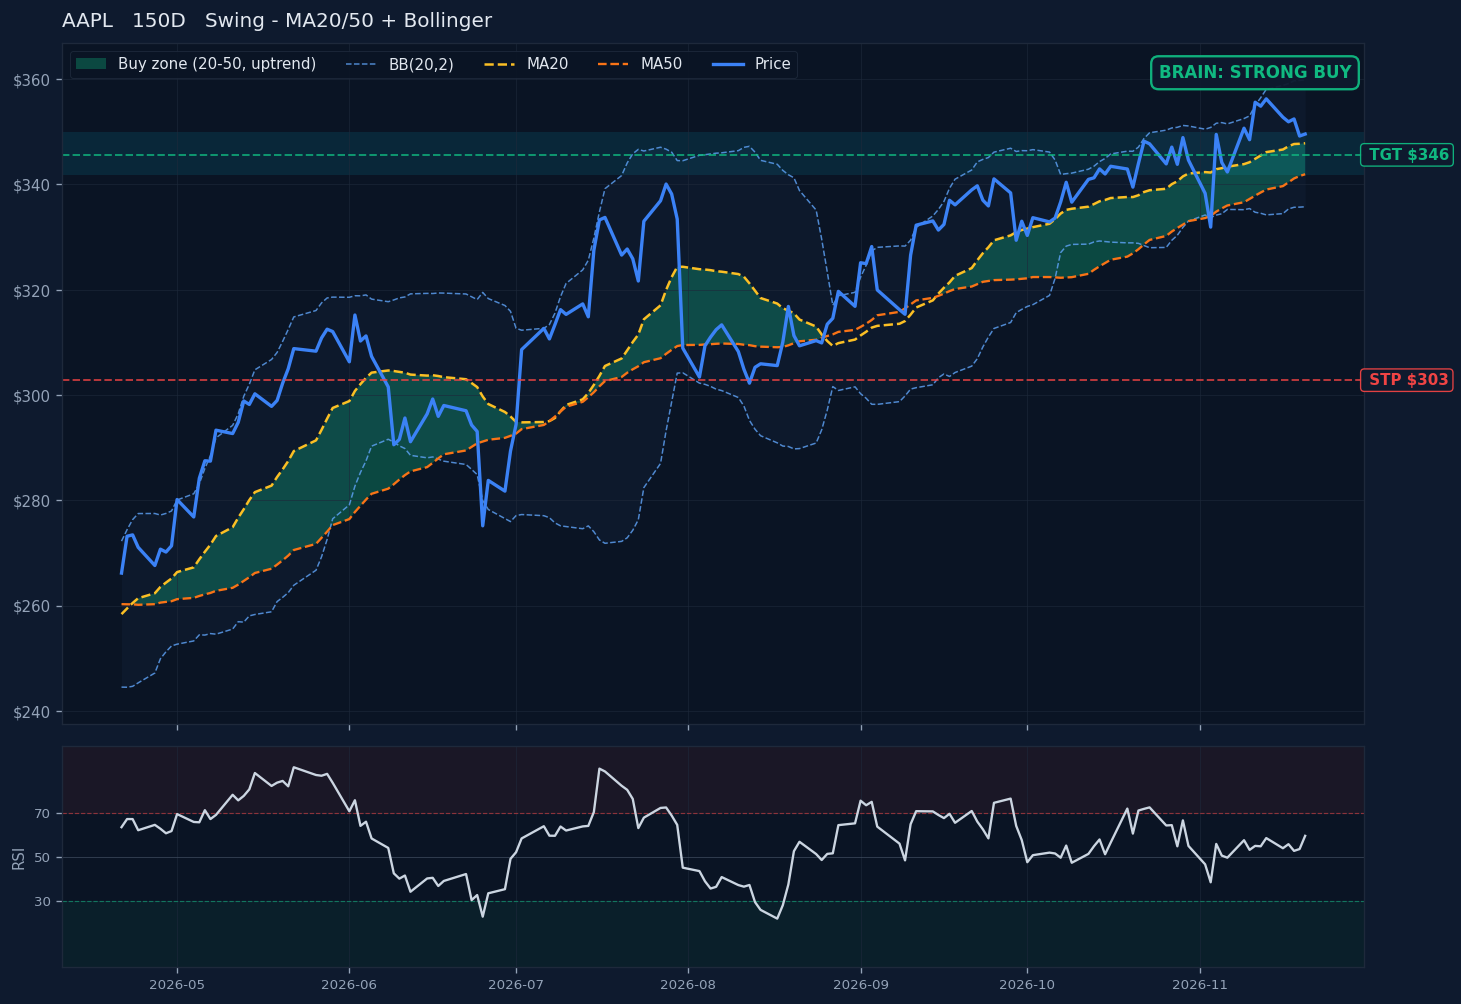 AAPL   150D   Swing - MA20/50 + Bollinger
Buy zone (20-50, uptrend)
BB(20,2)
MA20
MA50
Price
BRAIN: STRONG BUY
$360
$340
$320
$300
$280
$260
$240
TGT $346
STP $303
RSI
70
50
30
2026-05
2026-06
2026-07
2026-08
2026-09
2026-10
2026-11